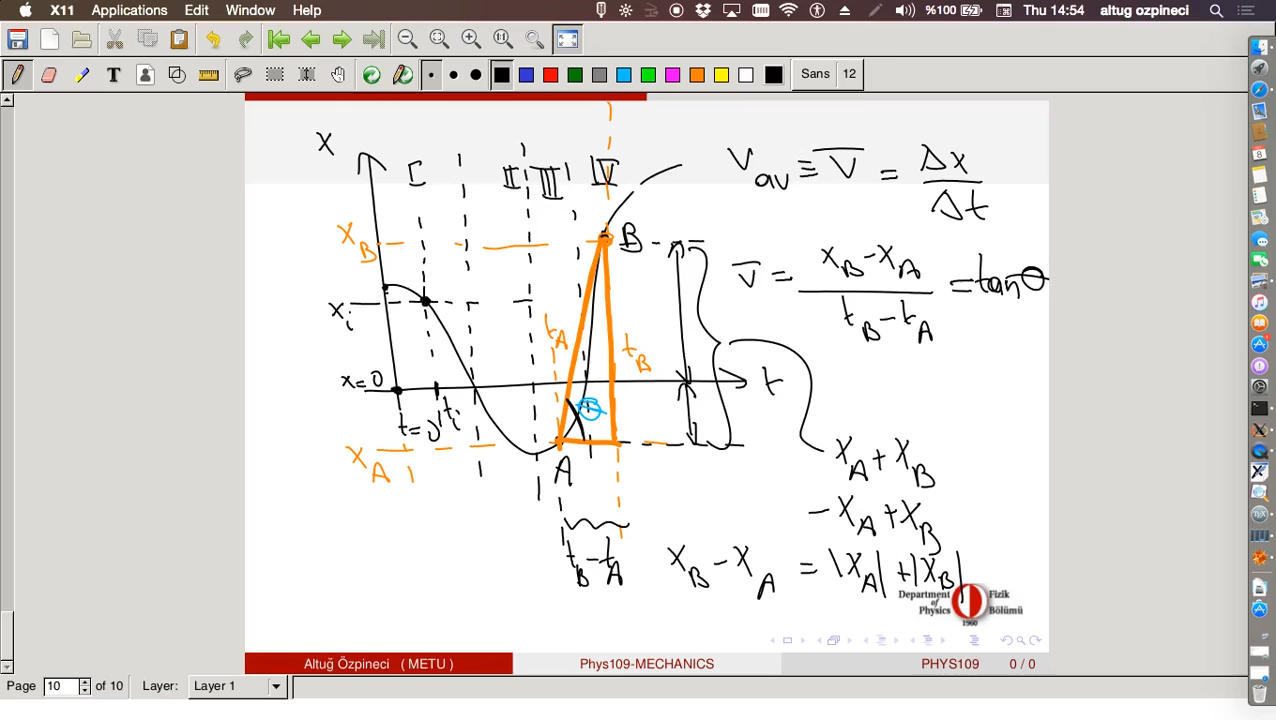 X11 Applications Edit Window Help %100 Thu 14:54 altug ozpineci
Sans 12
X I II III IV
V_av ≡ V̄ = Δx/Δt
X_B B
V̄ = (x_B - x_A)/(t_B - t_A) = tanθ
x_i
t_A t_B
x=0 t
t=0 t_i θ
X_A A
x_A + x_B
-x_A + x_B
t_B - t_A x_B - x_A = |x_A| + |x_B|
Department of Physics Fizik Bölümü
1960
Altuğ Özpineci ( METU ) Phys109-MECHANICS PHYS109 0 / 0
Page 10 of 10 Layer: Layer 1